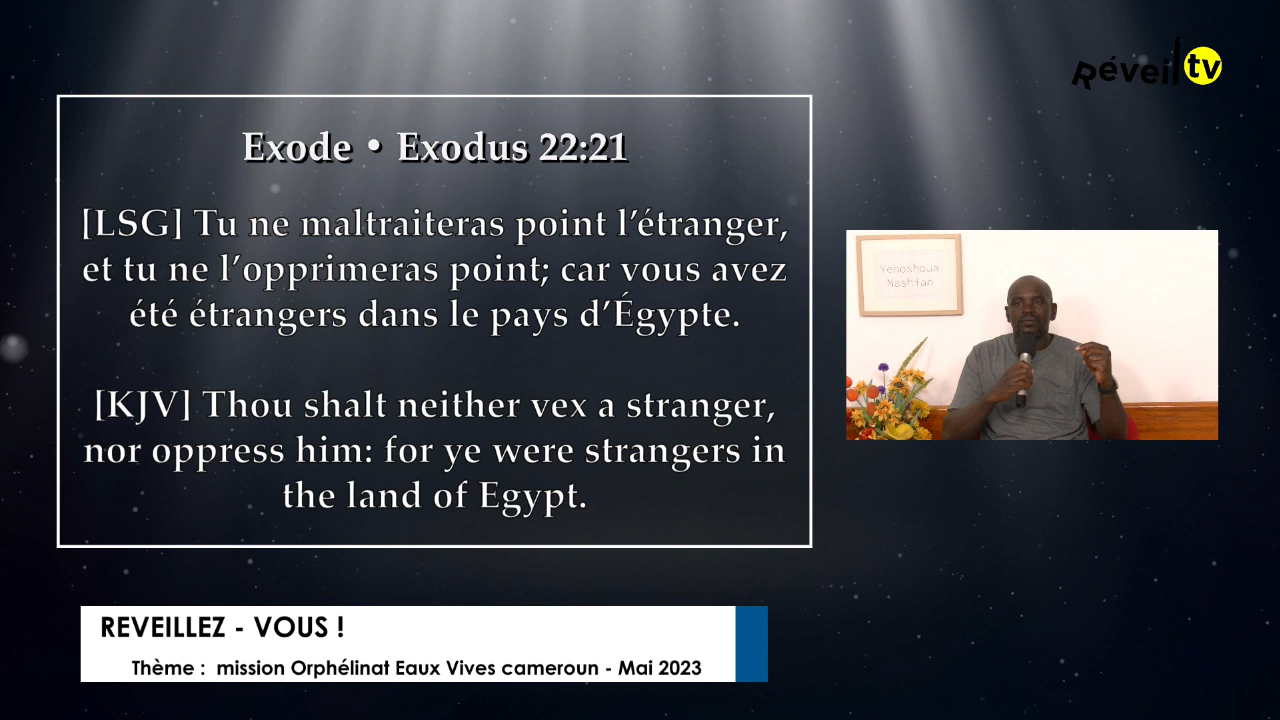 Réveil tv
Exode • Exodus 22:21
[LSG] Tu ne maltraiteras point l’étranger,
et tu ne l’opprimeras point; car vous avez
été étrangers dans le pays d’Égypte.
[KJV] Thou shalt neither vex a stranger,
nor oppress him: for ye were strangers in
the land of Egypt.
Yehoshoua
Mashian
REVEILLEZ - VOUS !
Thème : mission Orphélinat Eaux Vives cameroun - Mai 2023